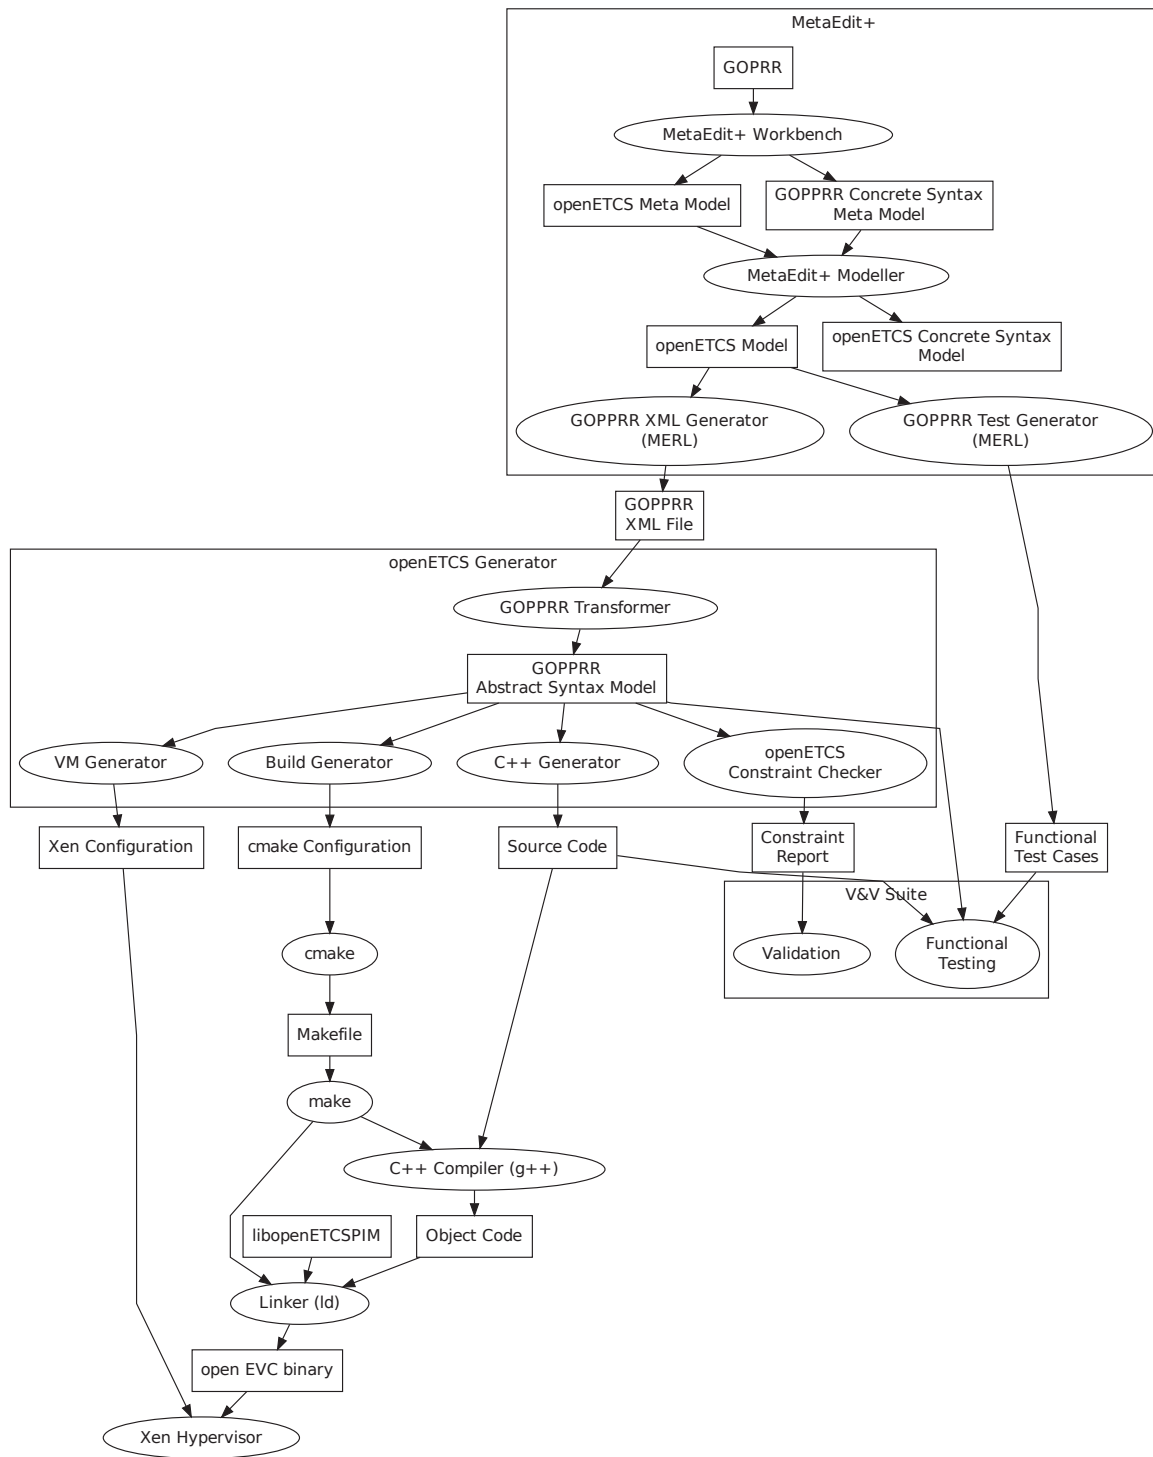 MetaEdit+
GOPRR
MetaEdit+ Workbench
openETCS Meta Model
GOPPRR Concrete Syntax
Meta Model
MetaEdit+ Modeller
openETCS Model
openETCS Concrete Syntax
Model
GOPPRR XML Generator
(MERL)
GOPPRR Test Generator
(MERL)
GOPPRR
XML File
openETCS Generator
GOPPRR Transformer
GOPPRR
Abstract Syntax Model
VM Generator
Build Generator
C++ Generator
openETCS
Constraint Checker
Xen Configuration
cmake Configuration
Source Code
Constraint
Report
Functional
Test Cases
V&V Suite
cmake
Validation
Functional
Testing
Makefile
make
C++ Compiler (g++)
libopenETCSPIM
Object Code
Linker (ld)
open EVC binary
Xen Hypervisor